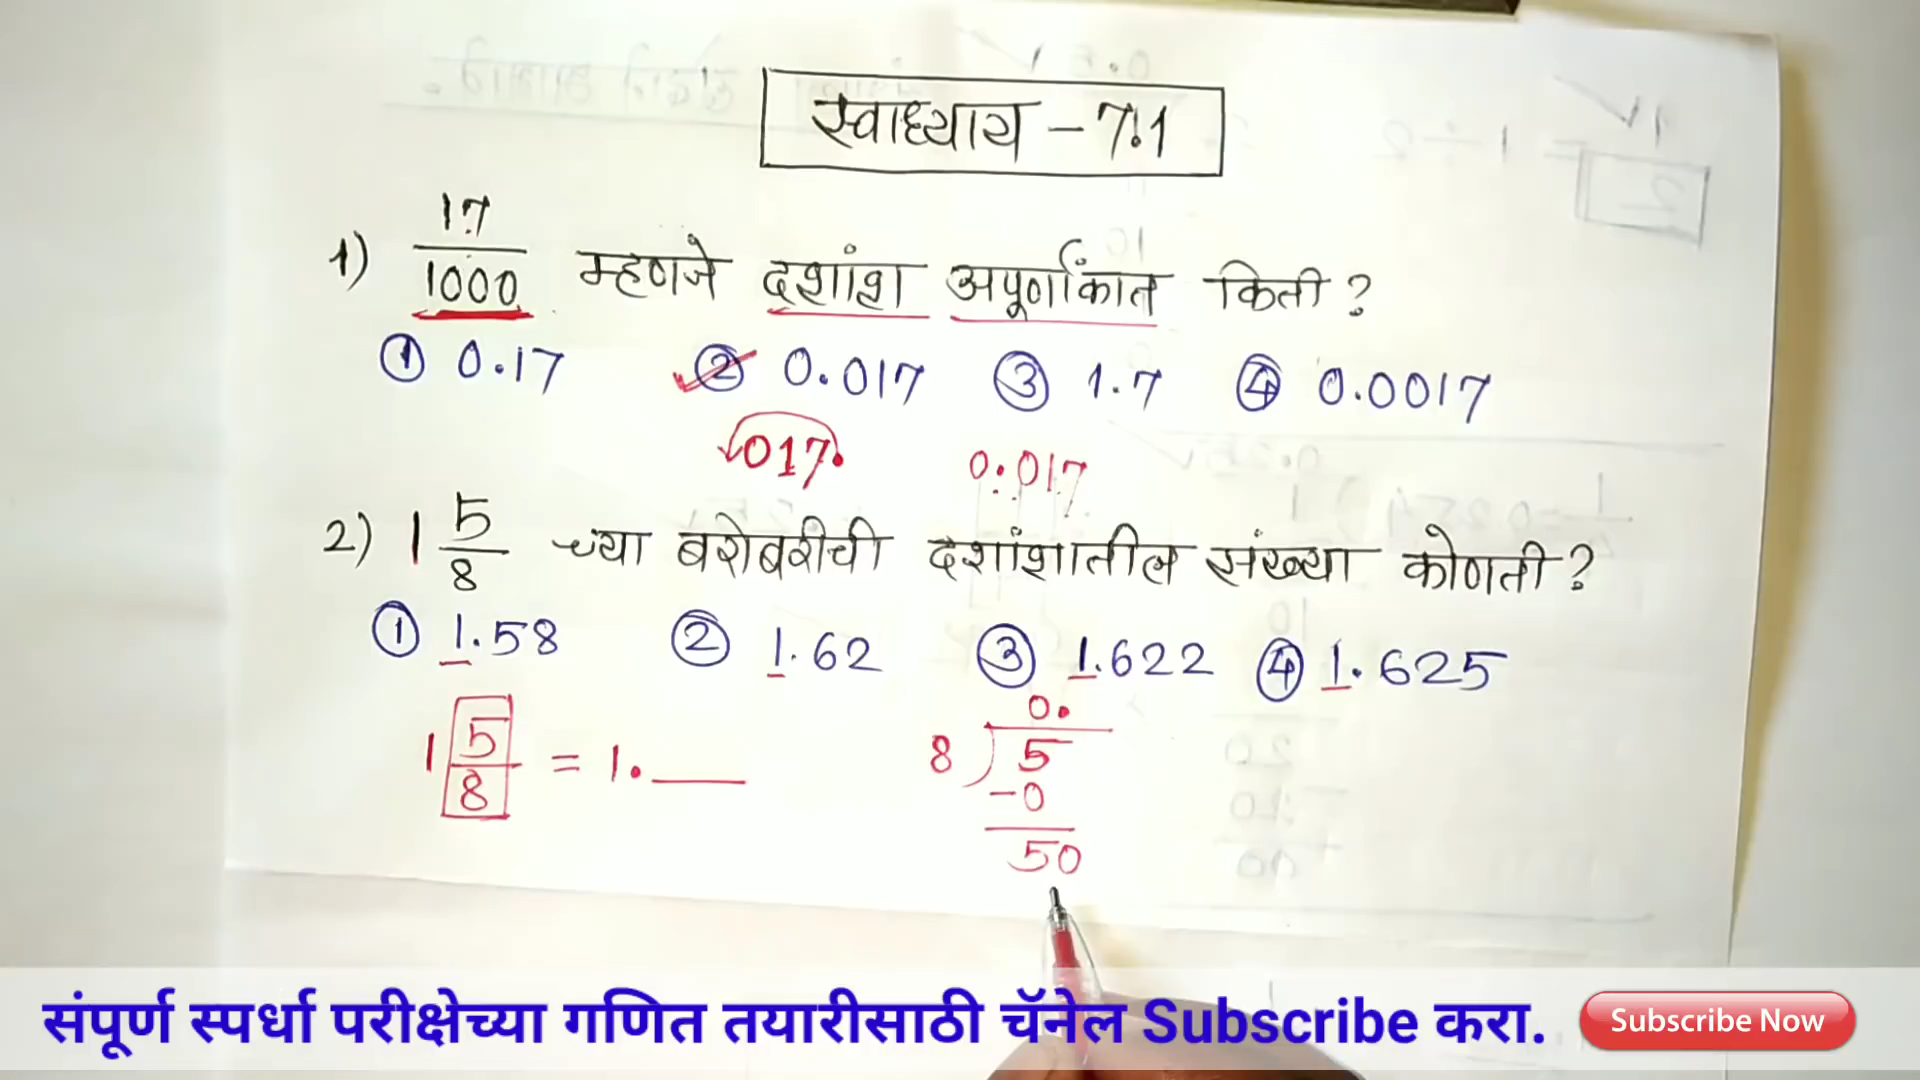 स्वाध्याय - 7.1
1) 17/1000 म्हणजे दशांश अपूर्णांकात किती?
① 0.17 ② 0.017 ③ 1.7 ④ 0.0017
017. 0.017
2) 1 5/8 च्या बरोबरीची दशांशातील संख्या कोणती?
① 1.58 ② 1.62 ③ 1.622 ④ 1.625
1 5/8 = 1.___
0.
8 ) 5
-0
50
संपूर्ण स्पर्धा परीक्षेच्या गणित तयारीसाठी चॅनेल Subscribe करा. Subscribe Now